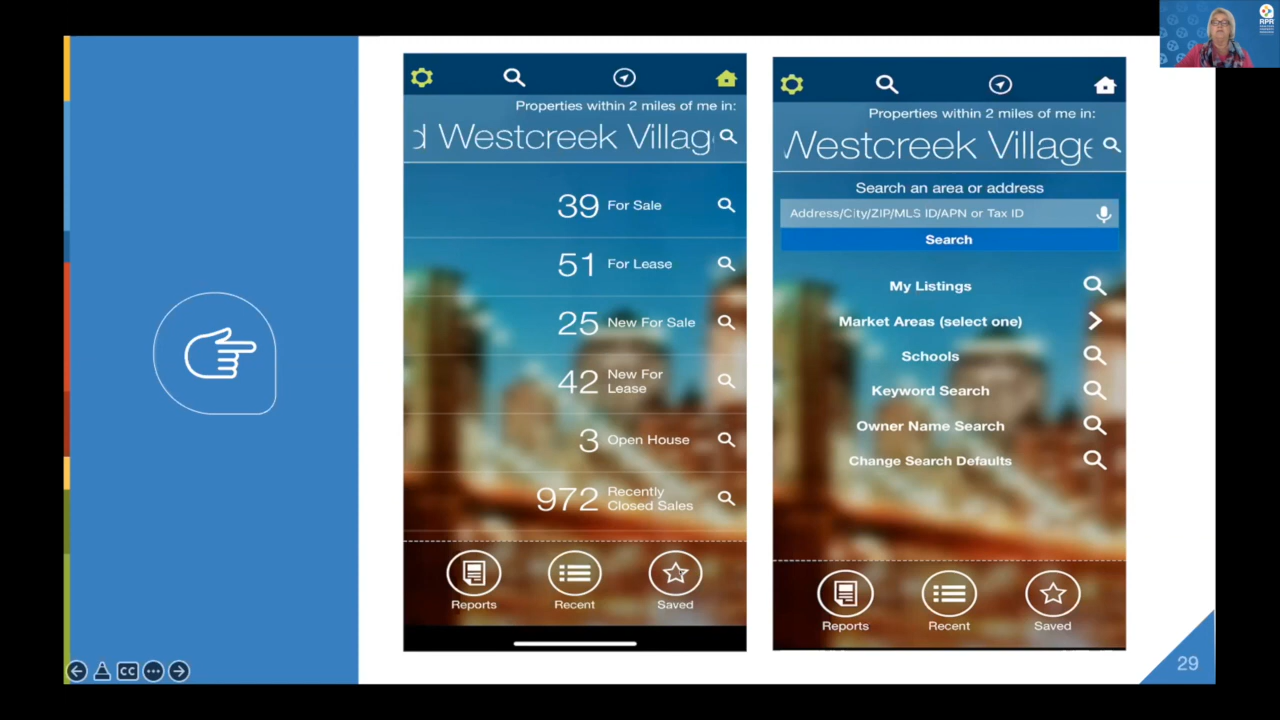 RPR
Properties within 2 miles of me in:
d Westcreek Villag
39 For Sale
51 For Lease
25 New For Sale
42 New For
Lease
3 Open House
972 Recently
Closed Sales
Reports Recent Saved
Properties within 2 miles of me in:
Westcreek Village
Search an area or address
Address/City/ZIP/MLS ID/APN or Tax ID
Search
My Listings
Market Areas (select one)
Schools
Keyword Search
Owner Name Search
Change Search Defaults
Reports Recent Saved
CC
29